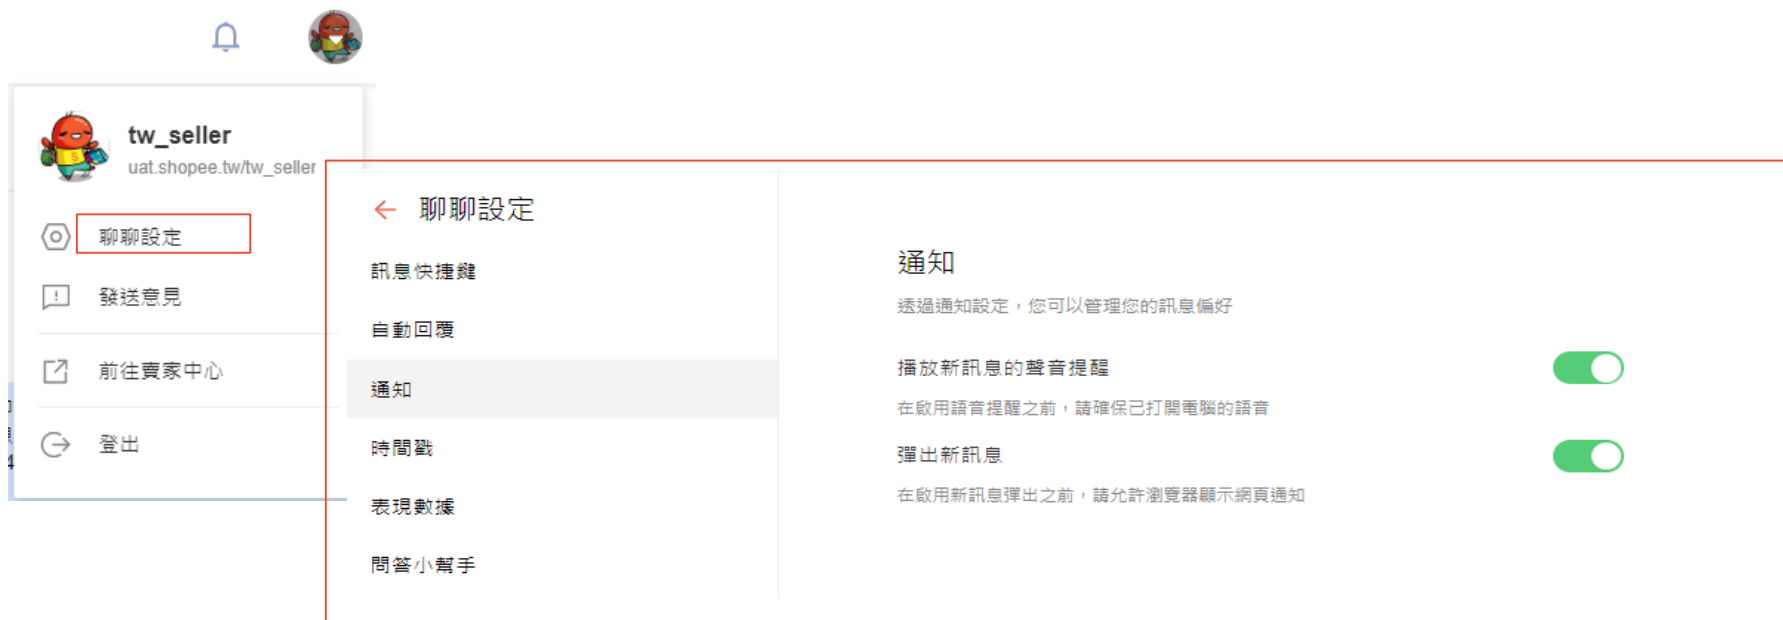 tw_seller
uat.shopee.tw/tw_seller
聊聊設定
發送意見
前往賣家中心
登出
聊聊設定
訊息快捷鍵
自動回覆
通知
時間戳
表現數據
問答小幫手
通知
透過通知設定，您可以管理您的訊息偏好
播放新訊息的聲音提醒
在啟用語音提醒之前，請確保已打開電腦的語音
彈出新訊息
在啟用新訊息彈出之前，請允許瀏覽器顯示網頁通知